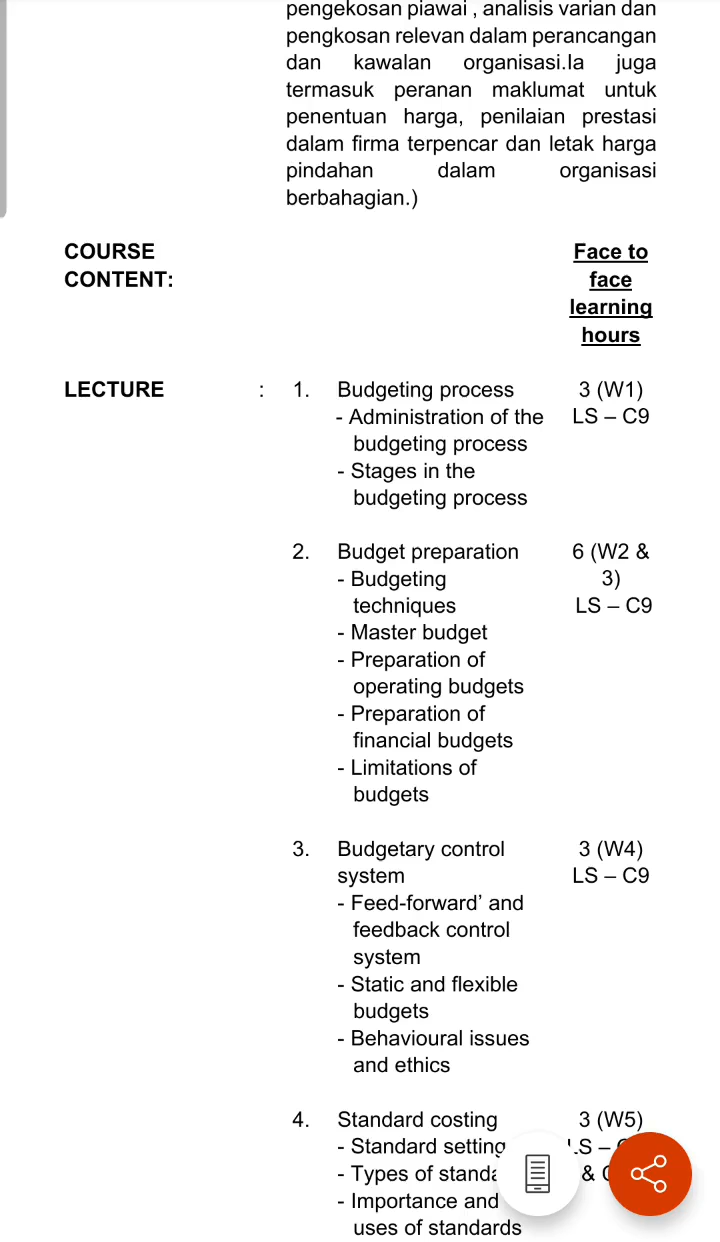 pengekosan piawai , analisis varian dan
pengkosan relevan dalam perancangan
dan kawalan organisasi.Ia juga
termasuk peranan maklumat untuk
penentuan harga, penilaian prestasi
dalam firma terpencar dan letak harga
pindahan dalam organisasi
berbahagian.)
COURSE
CONTENT:
Face to
face
learning
hours
LECTURE : 1. Budgeting process 3 (W1)
- Administration of the LS – C9
budgeting process
- Stages in the
budgeting process
2. Budget preparation 6 (W2 &
- Budgeting 3)
techniques LS – C9
- Master budget
- Preparation of
operating budgets
- Preparation of
financial budgets
- Limitations of
budgets
3. Budgetary control 3 (W4)
system LS – C9
- Feed-forward’ and
feedback control
system
- Static and flexible
budgets
- Behavioural issues
and ethics
4. Standard costing 3 (W5)
- Standard setting LS –
- Types of &
- Importance and
uses of standards